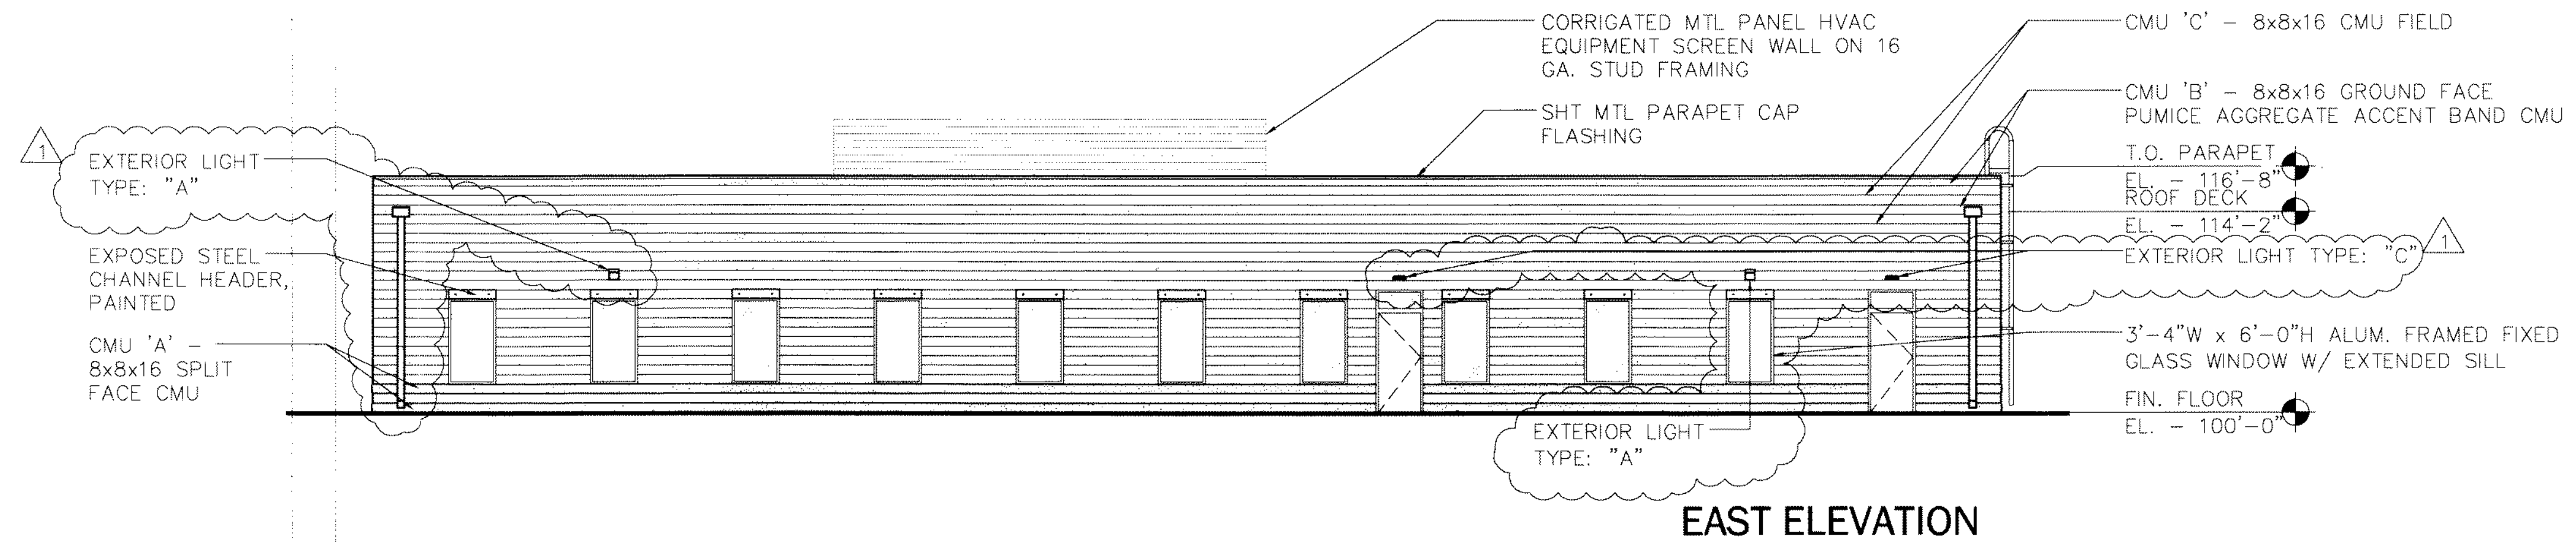 CORRIGATED MTL PANEL HVAC
EQUIPMENT SCREEN WALL ON 16
GA. STUD FRAMING
SHT MTL PARAPET CAP
FLASHING
CMU 'C' - 8x8x16 CMU FIELD
CMU 'B' - 8x8x16 GROUND FACE
PUMICE AGGREGATE ACCENT BAND CMU
T.O. PARAPET
EL. - 116'-8"
ROOF DECK
EL. - 114'-2"
1
EXTERIOR LIGHT TYPE: "C"
3'-4"W x 6'-0"H ALUM. FRAMED FIXED
GLASS WINDOW W/ EXTENDED SILL
FIN. FLOOR
EL. - 100'-0"
1
EXTERIOR LIGHT
TYPE: "A"
EXPOSED STEEL
CHANNEL HEADER,
PAINTED
CMU 'A' -
8x8x16 SPLIT
FACE CMU
EXTERIOR LIGHT
TYPE: "A"
EAST ELEVATION